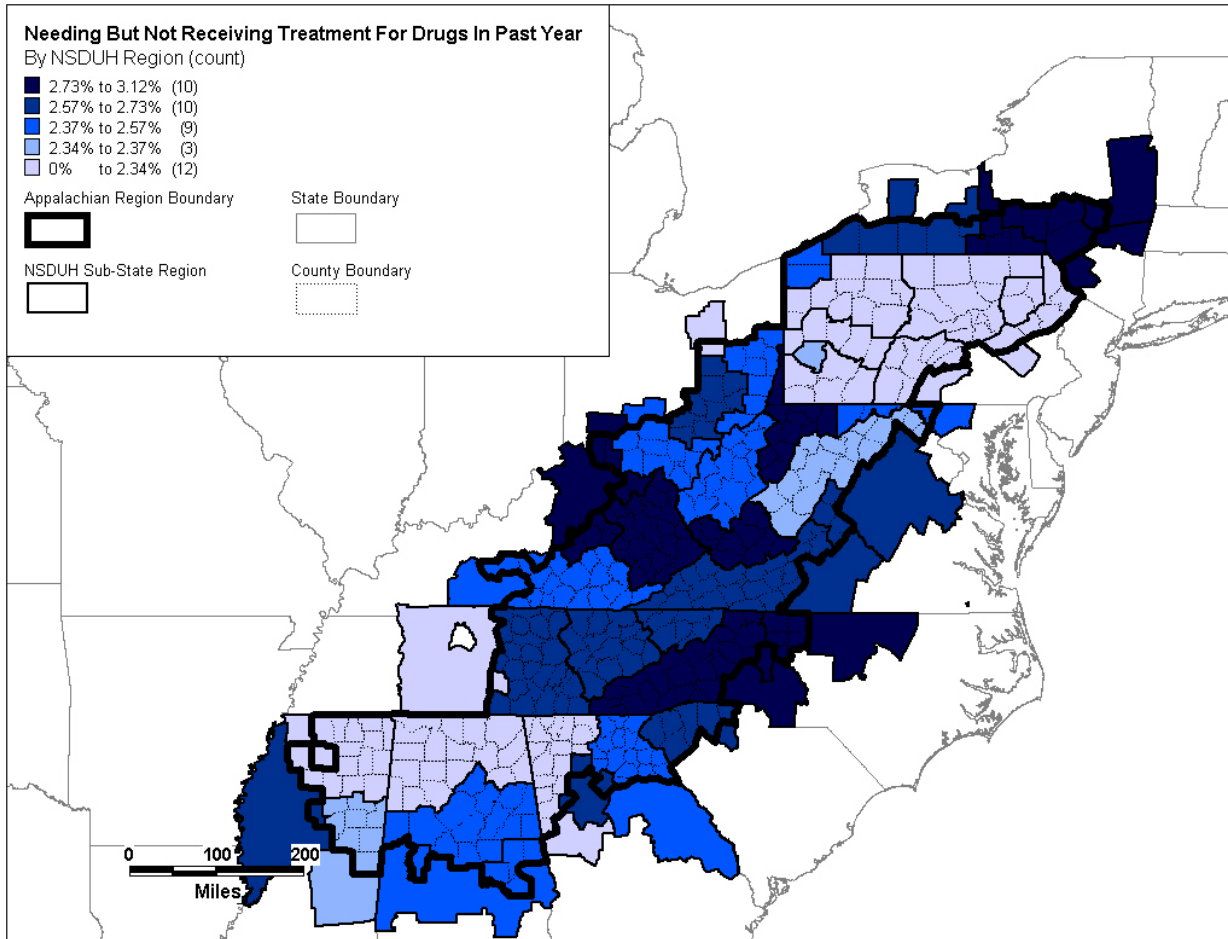 Needing But Not Receiving Treatment For Drugs In Past Year
By NSDUH Region (count)
2.73% to 3.12% (10)
2.57% to 2.73% (10)
2.37% to 2.57% (9)
2.34% to 2.37% (3)
0% to 2.34% (12)
Appalachian Region Boundary State Boundary
NSDUH Sub-State Region County Boundary
0 100 200
Miles